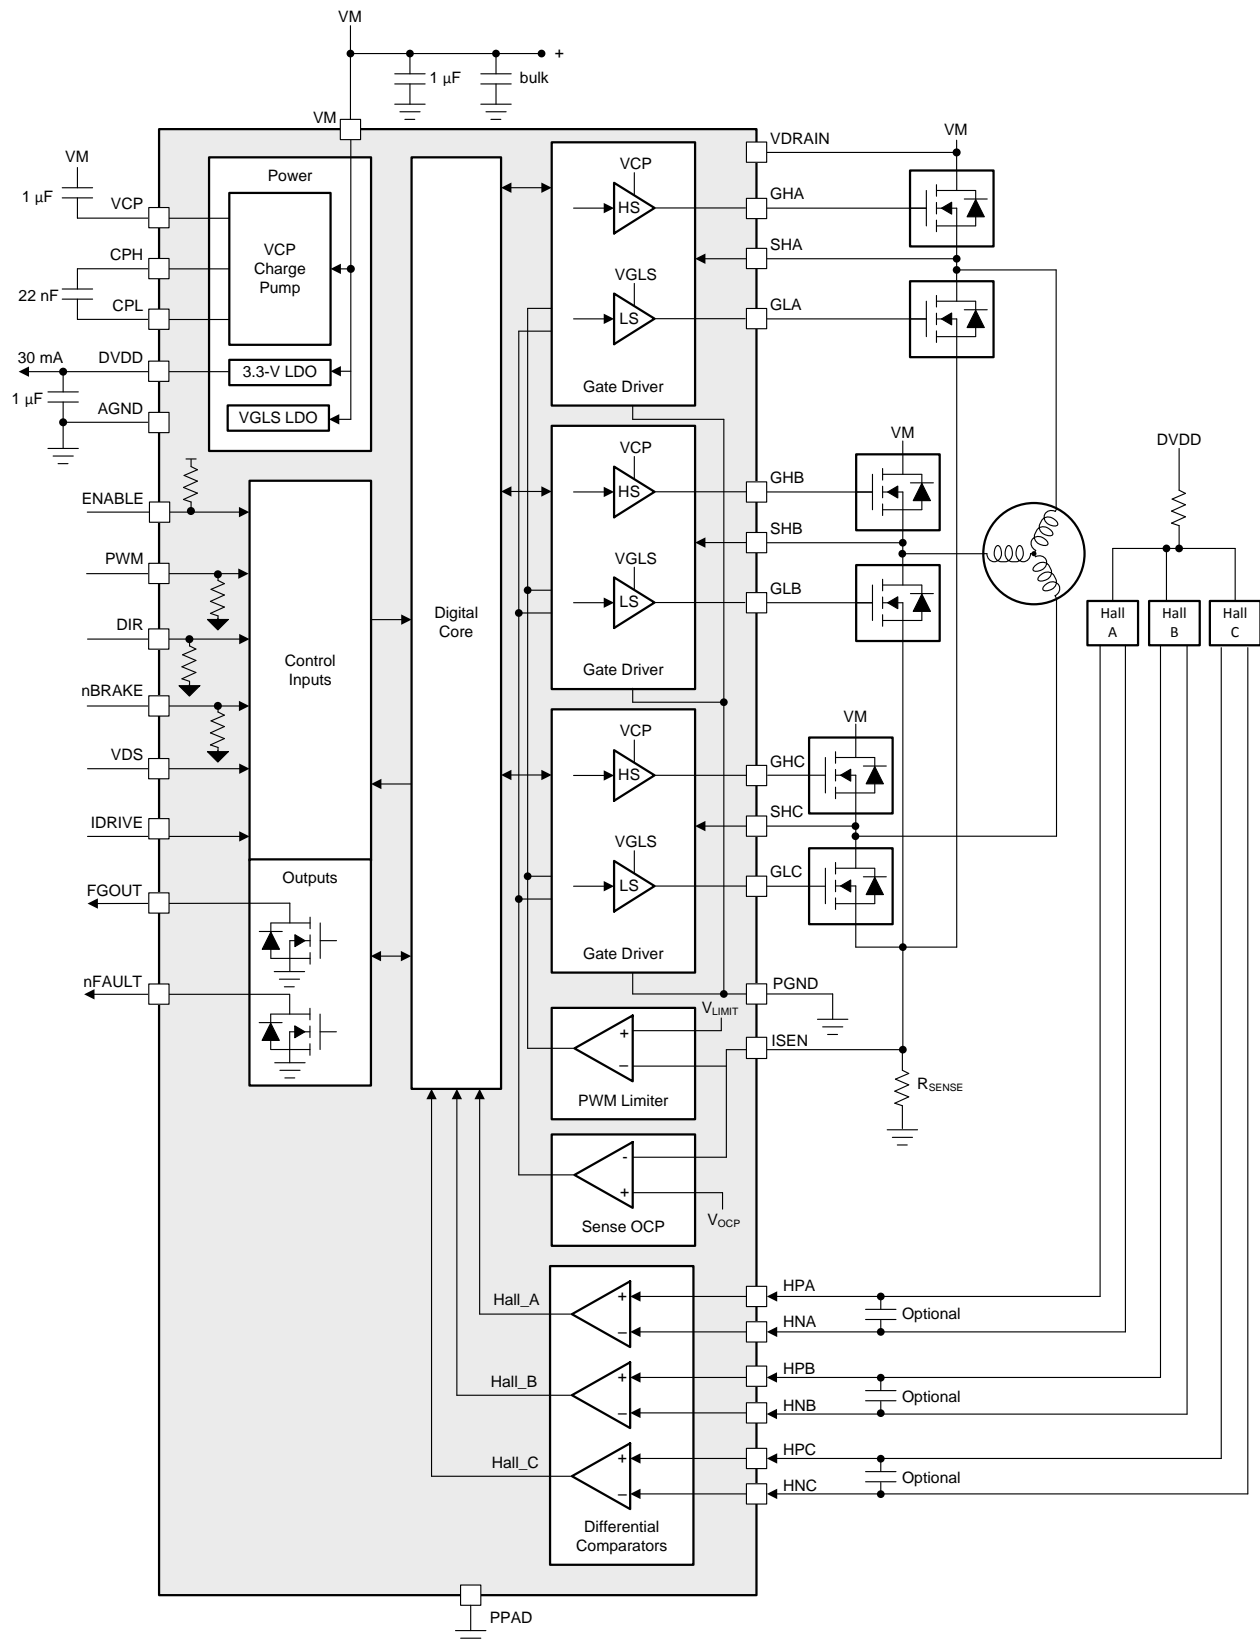 VM
+
1 µF
bulk
VM
VM
1 µF
VCP
CPH
22 nF
CPL
30 mA
DVDD
1 µF
AGND
Power
VCP
Charge
Pump
3.3-V LDO
VGLS LDO
ENABLE
PWM
DIR
nBRAKE
VDS
IDRIVE
FGOUT
nFAULT
Control
Inputs
Outputs
Digital
Core
VCP
HS
VGLS
LS
Gate Driver
VCP
HS
VGLS
LS
Gate Driver
VCP
HS
VGLS
LS
Gate Driver
VLIMIT
+
–
PWM Limiter
-
+
VOCP
Sense OCP
Hall_A
+
–
Hall_B
+
–
Hall_C
+
–
Differential
Comparators
VDRAIN
VM
GHA
SHA
GLA
VM
GHB
SHB
GLB
VM
GHC
SHC
GLC
PGND
ISEN
RSENSE
DVDD
Hall
A
Hall
B
Hall
C
HPA
Optional
HNA
HPB
Optional
HNB
HPC
Optional
HNC
PPAD